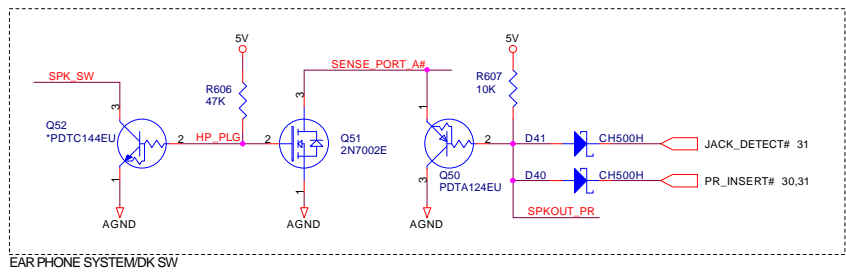 5V
5V
SPK_SW
SENSE_PORT_A#
R606
47K
R607
10K
3
3
1
Q52
*PDTC144EU
2
HP_PLG
2
Q51
2N7002E
2
D41
CH500H
JACK_DETECT# 31
1
1
3
Q50
PDTA124EU
D40
CH500H
PR_INSERT# 30,31
SPKOUT_PR
AGND
AGND
AGND
EAR PHONE SYSTEM/DK SW